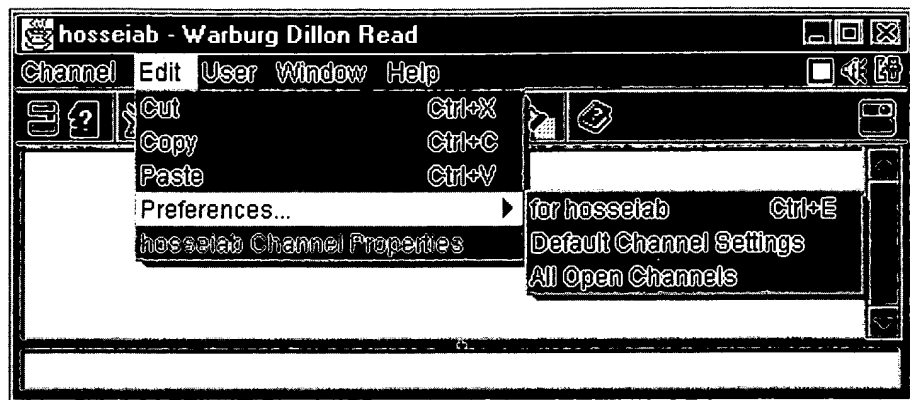 hosseiab - Warburg Dillon Read
Channel Edit User Window Help
Cut Ctrl+X
Copy Ctrl+C
Paste Ctrl+V
Preferences...
for hosseiab Ctrl+E
hosseiab Channel Properties
Default Channel Settings
All Open Channels